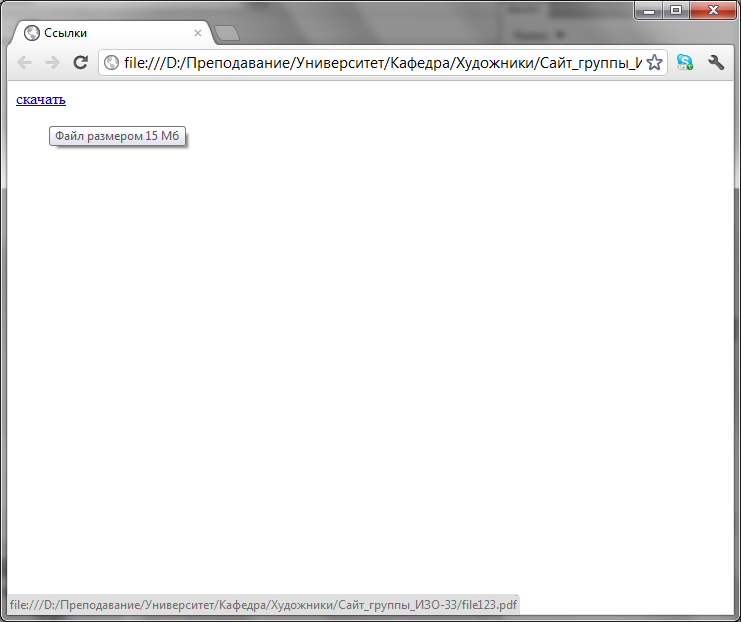 Ссылки
file:///D:/Преподавание/Университет/Кафедра/Художники/Сайт_группы_И
скачать
Файл размером 15 Мб
file:///D:/Преподавание/Университет/Кафедра/Художники/Сайт_группы_ИЗО-33/file123.pdf